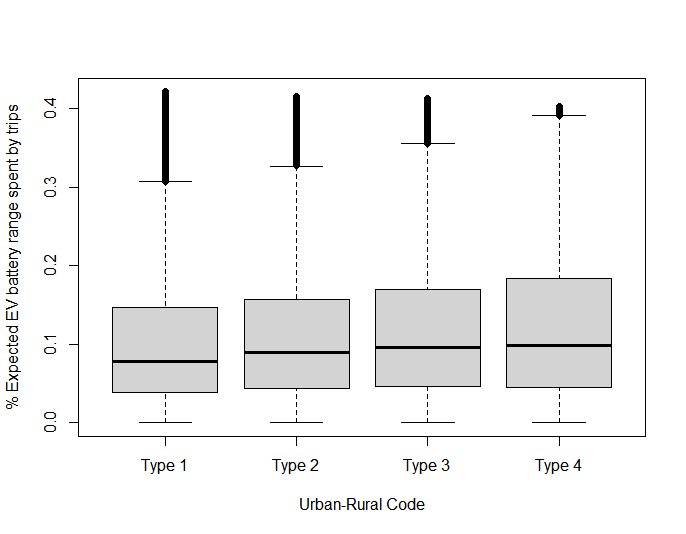 % Expected EV battery range spent by trips
0.4
0.3
0.2
0.1
0.0
Type 1 Type 2 Type 3 Type 4
Urban-Rural Code